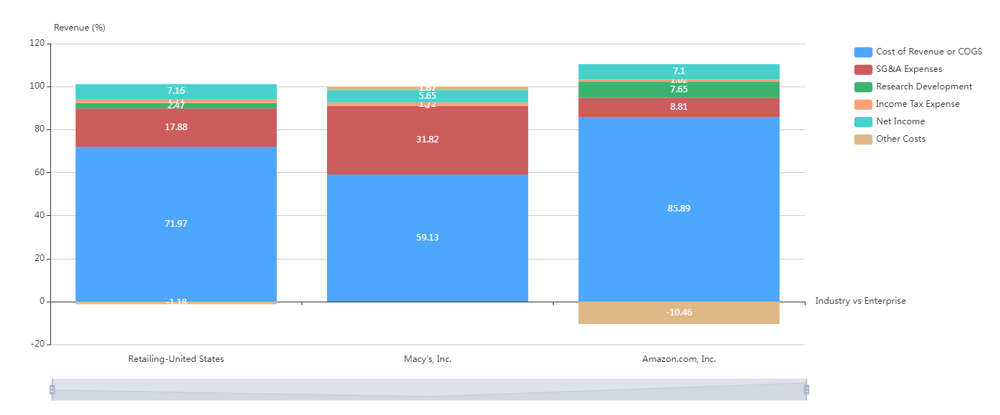 Revenue (%)
120
100
80
60
40
20
0
-20
7.16
2.47
17.88
71.97
-1.18
5.65
31.82
59.13
7.1
7.65
8.81
85.89
-10.46
Retailing-United States
Macy's, Inc.
Amazon.com, Inc.
Industry vs Enterprise
Cost of Revenue or COGS
SG&A Expenses
Research Development
Income Tax Expense
Net Income
Other Costs